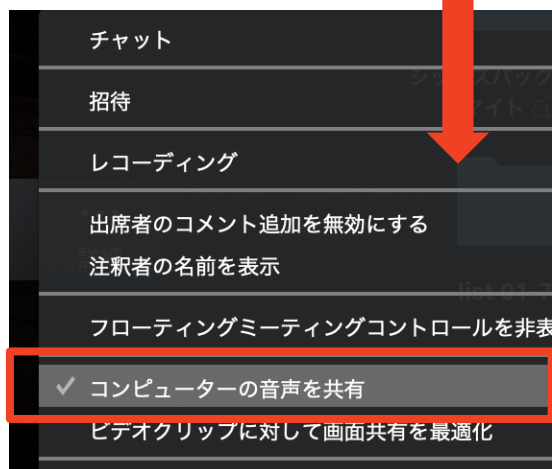 チャット
招待
レコーディング
出席者のコメント追加を無効にする
注釈者の名前を表示
フローティングミーティングコントロールを非表
コンピューターの音声を共有
ビデオクリップに対して画面共有を最適化